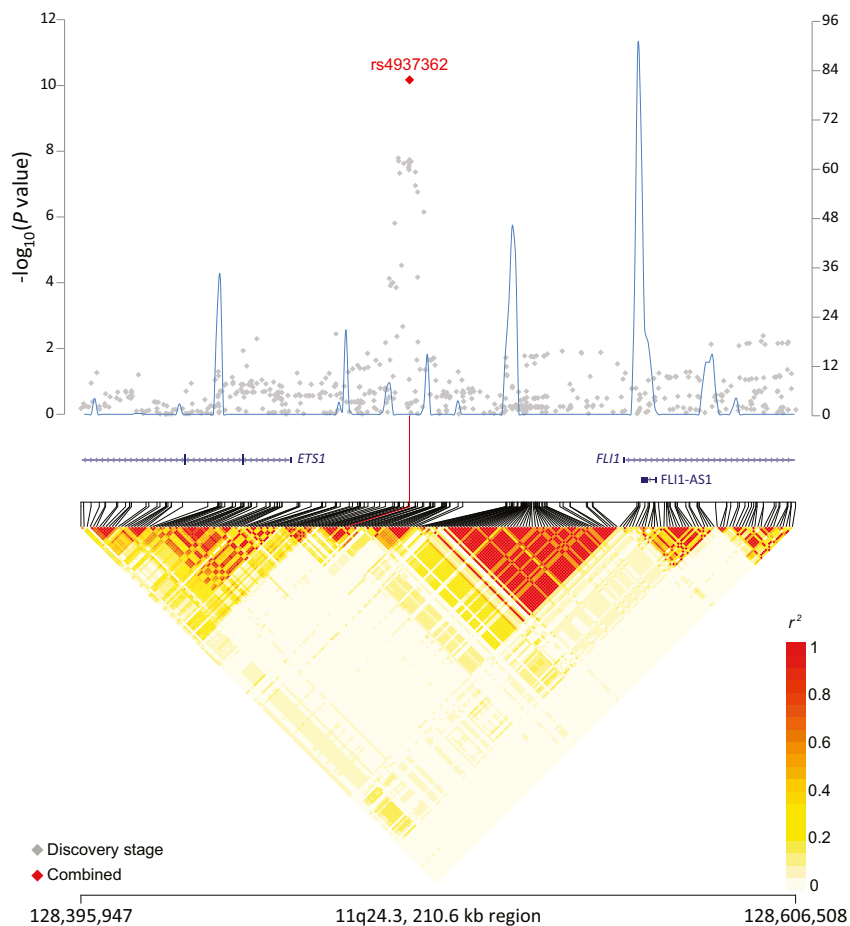 12
10
8
6
4
2
0
-log10(P value)
96
84
72
60
48
36
24
12
0
rs4937362
ETS1
FLI1
FLI1-AS1
r²
1
0.8
0.6
0.4
0.2
0
Discovery stage
Combined
128,395,947 11q24.3, 210.6 kb region 128,606,508